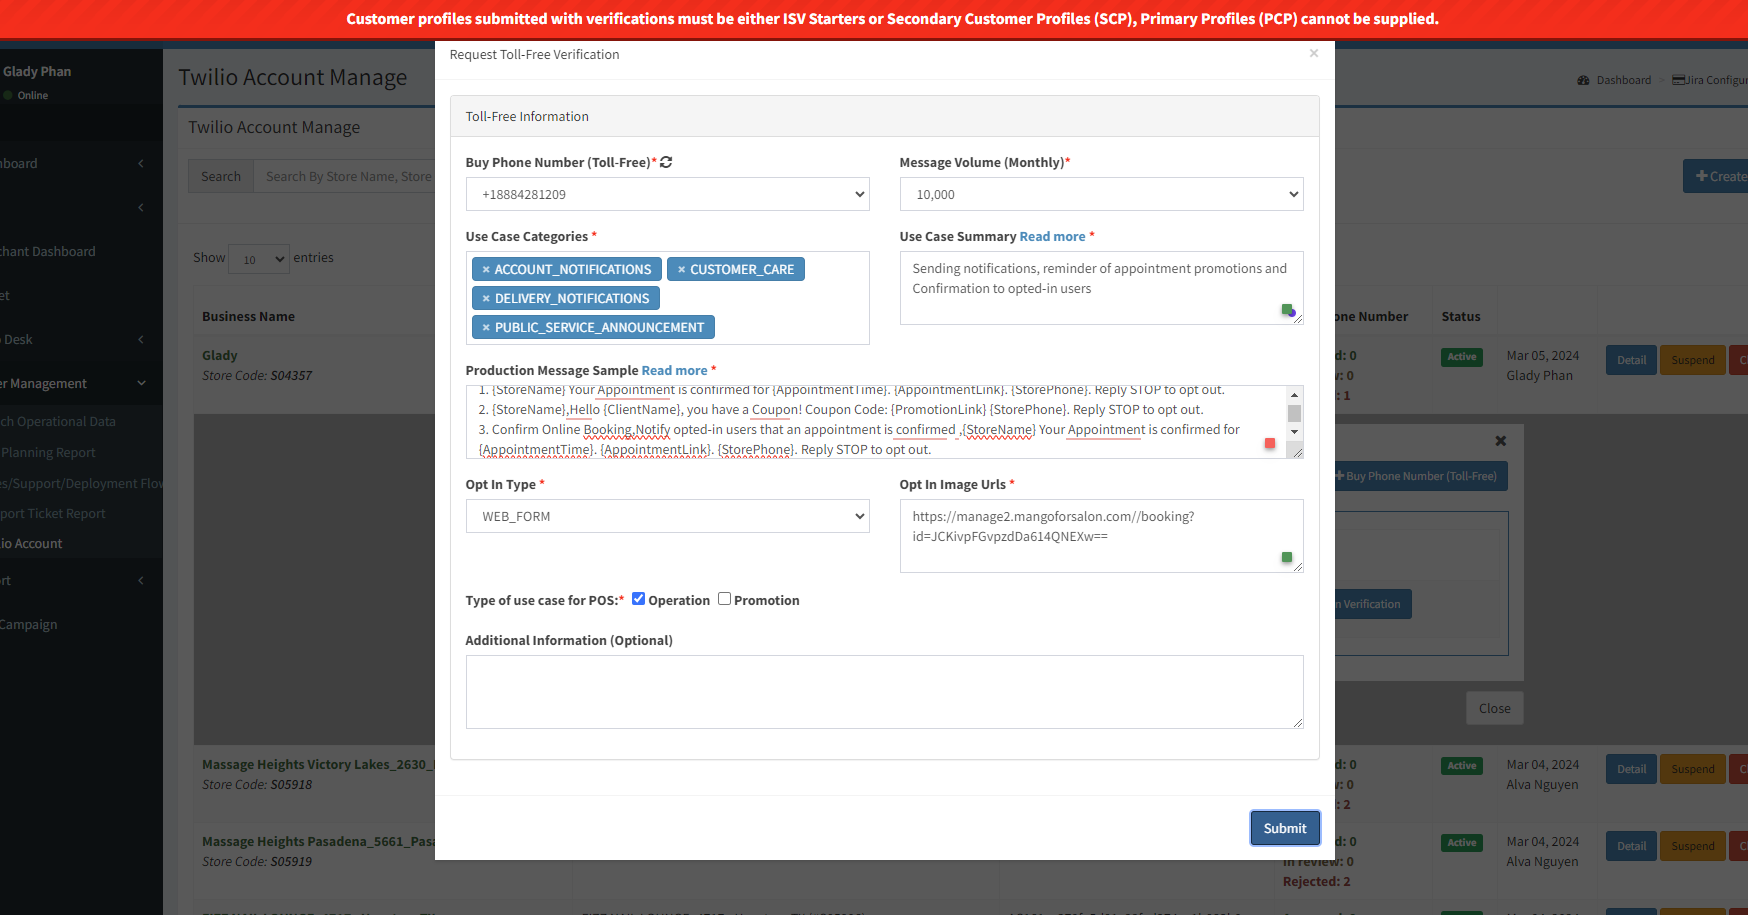 Customer profiles submitted with verifications must be either ISV Starters or Secondary Customer Profiles (SCP), Primary Profiles (PCP) cannot be supplied.
Request Toll-Free Verification
×
Glady Phan
Online
Twilio Account Manage
Dashboard
Jira Configur
Twilio Account Manage
Toll-Free Information
board
Search
Search By Store Name, Store
Create
Buy Phone Number (Toll-Free)*
Message Volume (Monthly)*
+18884281209
10,000
Use Case Categories *
Use Case Summary Read more *
chant Dashboard
Show 10 entries
× ACCOUNT_NOTIFICATIONS
× CUSTOMER_CARE
× DELIVERY_NOTIFICATIONS
× PUBLIC_SERVICE_ANNOUNCEMENT
Sending notifications, reminder of appointment promotions and
Confirmation to opted-in users
et
Business Name
one Number
Status
Desk
Glady
Store Code: S04357
d: 0
v: 0
: 1
Active
Mar 05, 2024
Glady Phan
Detail
Suspend
C
er Management
Production Message Sample Read more *
1. {StoreName} Your Appointment is confirmed for {AppointmentTime}. {AppointmentLink}. {StorePhone}. Reply STOP to opt out.
2. {StoreName},Hello {ClientName}, you have a Coupon! Coupon Code: {PromotionLink} {StorePhone}. Reply STOP to opt out.
3. Confirm Online Booking,Notify opted-in users that an appointment is confirmed ,{StoreName} Your Appointment is confirmed for
{AppointmentTime}. {AppointmentLink}. {StorePhone}. Reply STOP to opt out.
ch Operational Data
Planning Report
es/Support/Deployment Flow
port Ticket Report
io Account
rt
Campaign
Buy Phone Number (Toll-Free)
Opt In Type *
Opt In Image Urls *
WEB_FORM
https://manage2.mangoforsalon.com//booking?
id=JCKivpFGvpzdDa614QNEXw==
n Verification
Type of use case for POS:* Operation Promotion
Additional Information (Optional)
Close
Massage Heights Victory Lakes_2630_
Store Code: S05918
d: 0
v: 0
: 2
Active
Mar 04, 2024
Alva Nguyen
Detail
Suspend
C
Submit
Massage Heights Pasadena_5661_Pasa
Store Code: S05919
d: 0
In review: 0
Rejected: 2
Active
Mar 04, 2024
Alva Nguyen
Detail
Suspend
C